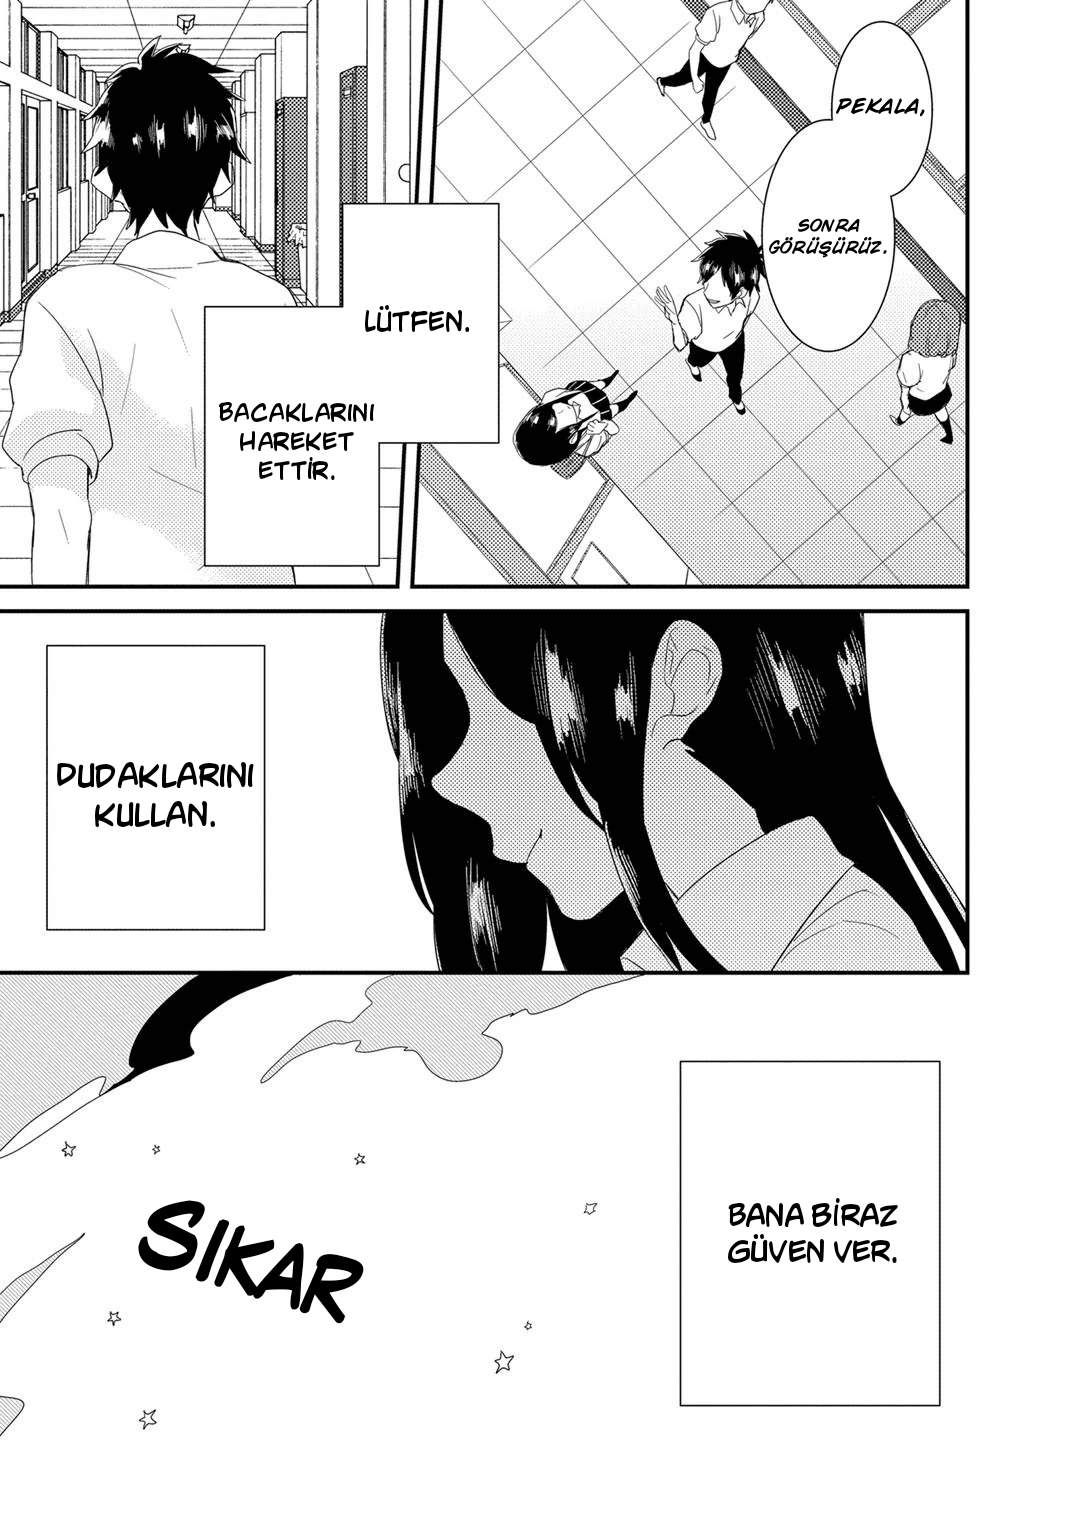 PEKALA,
SONRA
GÖRÜŞÜRÜZ.
LÜTFEN.
BACAKLARINI
HAREKET
ETTİR.
DUDAKLARINI
KULLAN.
BANA BİRAZ
GÜVEN VER.
SIKAR